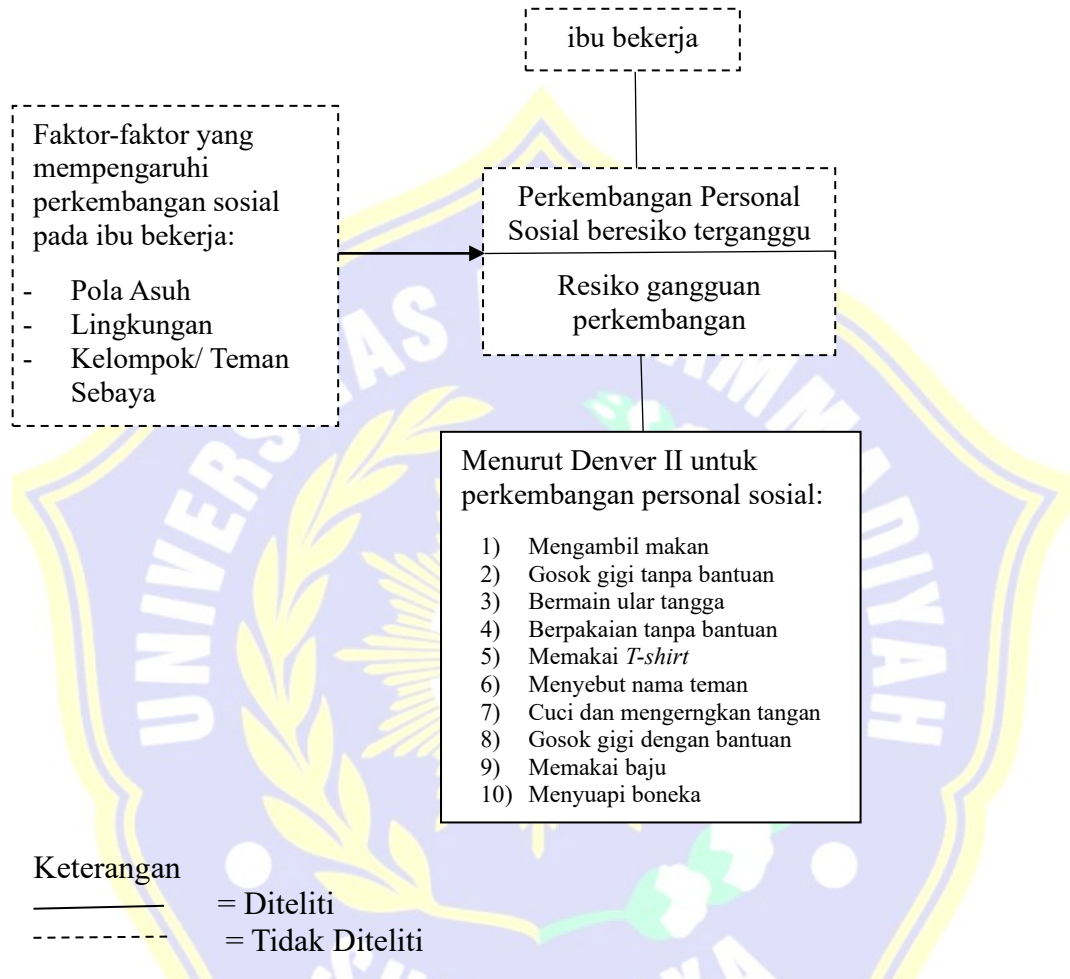 ibu bekerja
Faktor-faktor yang
mempengaruhi
perkembangan sosial
pada ibu bekerja:
- Pola Asuh
- Lingkungan
- Kelompok/ Teman
Sebaya
Perkembangan Personal
Sosial beresiko terganggu
Resiko gangguan
perkembangan
Menurut Denver II untuk
perkembangan personal sosial:
1) Mengambil makan
2) Gosok gigi tanpa bantuan
3) Bermain ular tangga
4) Berpakaian tanpa bantuan
5) Memakai T-shirt
6) Menyebut nama teman
7) Cuci dan mengerngkan tangan
8) Gosok gigi dengan bantuan
9) Memakai baju
10) Menyuapi boneka
Keterangan
= Diteliti
= Tidak Diteliti
UNIVERSITAS